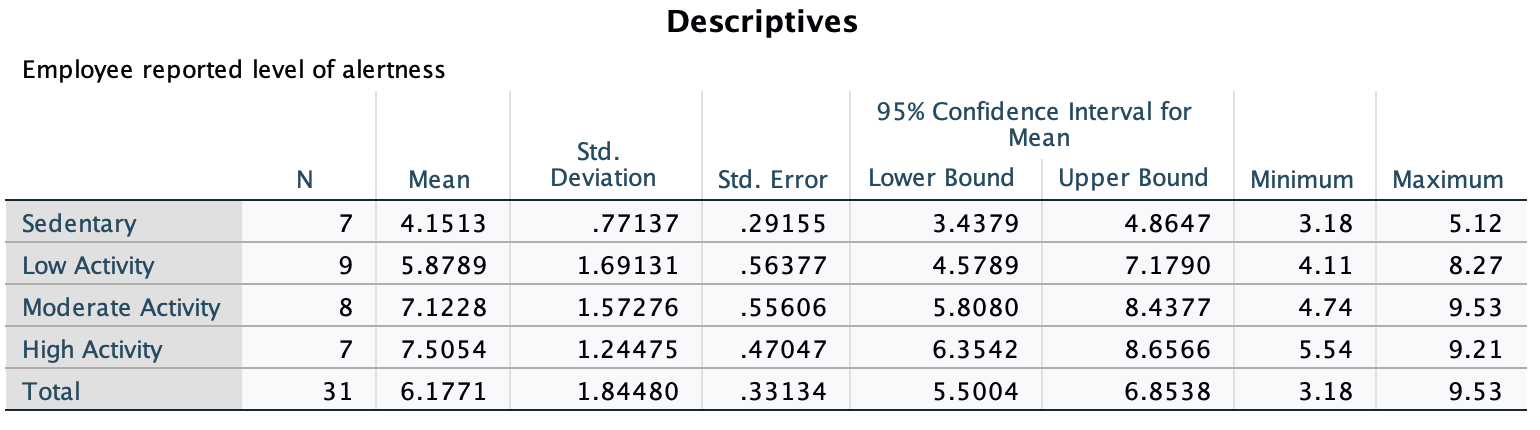 Descriptives
Employee reported level of alertness
95% Confidence Interval for
Mean
N Mean Std. Deviation Std. Error Lower Bound Upper Bound Minimum Maximum
Sedentary 7 4.1513 .77137 .29155 3.4379 4.8647 3.18 5.12
Low Activity 9 5.8789 1.69131 .56377 4.5789 7.1790 4.11 8.27
Moderate Activity 8 7.1228 1.57276 .55606 5.8080 8.4377 4.74 9.53
High Activity 7 7.5054 1.24475 .47047 6.3542 8.6566 5.54 9.21
Total 31 6.1771 1.84480 .33134 5.5004 6.8538 3.18 9.53